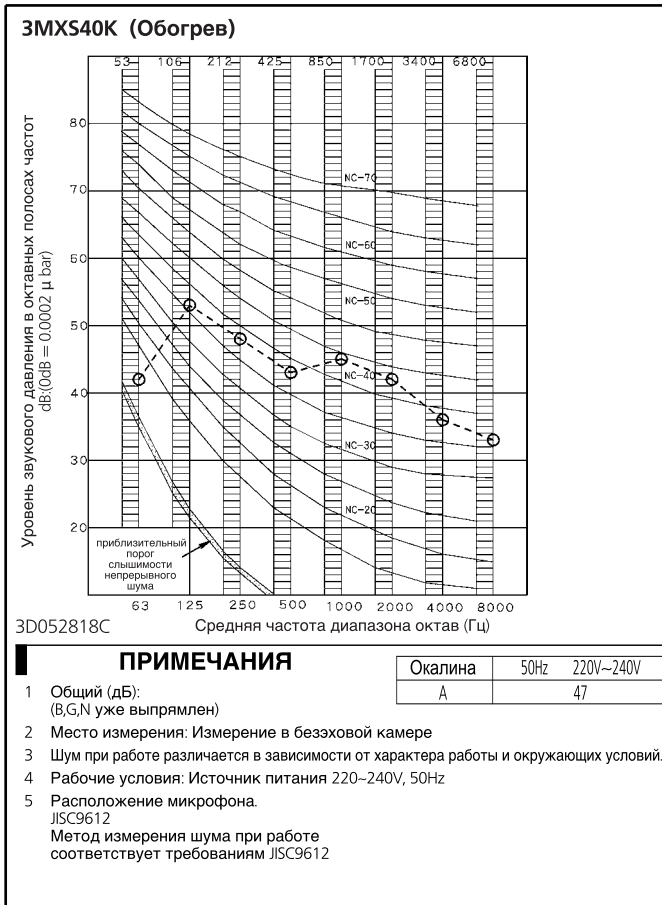 3MXS40K (Обогрев)
53 106 212 425 850 1700 3400 6800
Уровень звукового давления в октавных полосах частот
dB:(0dB = 0.0002 µ bar)
80
70
60
50
40
30
20
NC-70
NC-60
NC-50
NC-40
NC-30
NC-20
приблизительный
порог
слышимости
непрерывного
шума
63 125 250 500 1000 2000 4000 8000
3D052818C
Средняя частота диапазона октав (Гц)
ПРИМЕЧАНИЯ
Окалина 50Hz 220V~240V
A 47
1 Общий (дБ):
(B,G,N уже выпрямлен)
2 Место измерения: Измерение в безэховой камере
3 Шум при работе различается в зависимости от характера работы и окружающих условий.
4 Рабочие условия: Источник питания 220~240V, 50Hz
5 Расположение микрофона.
JISC9612
Метод измерения шума при работе
соответствует требованиям JISC9612